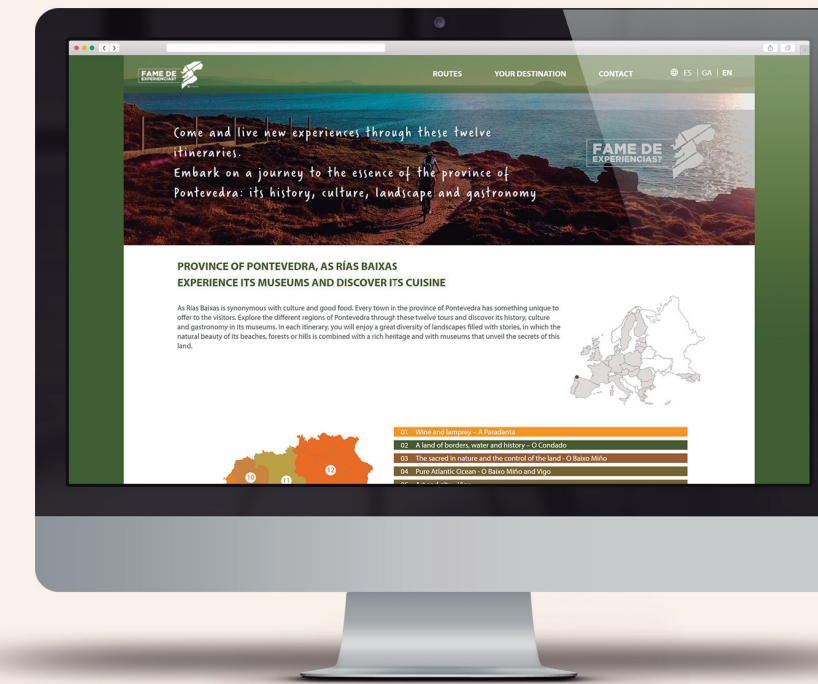 FAME DE
EXPERIENCIAS?
ROUTES
YOUR DESTINATION
CONTACT
ES | GA | EN
Come and live new experiences through these twelve
itineraries.
Embark on a journey to the essence of the province of
Pontevedra: its history, culture, landscape and gastronomy
FAME DE
EXPERIENCIAS?
PROVINCE OF PONTEVEDRA, AS RÍAS BAIXAS
EXPERIENCE ITS MUSEUMS AND DISCOVER ITS CUISINE
As Rías Baixas is synonymous with culture and good food. Every town in the province of Pontevedra has something unique to
offer to the visitors. Explore the different regions of Pontevedra through these twelve tours and discover its history, culture
and gastronomy in its museums. In each itinerary, you will enjoy a great diversity of landscapes filled with stories, in which the
natural beauty of its beaches, forests or hills is combined with a rich heritage and with museums that unveil the secrets of this
land.
01 Wine and lamprey – A Paradanta
02 A land of borders, water and history – O Condado
03 The sacred in nature and the control of the land - O Baixo Miño
04 Pure Atlantic Ocean - O Baixo Miño and Vigo
10
11
12